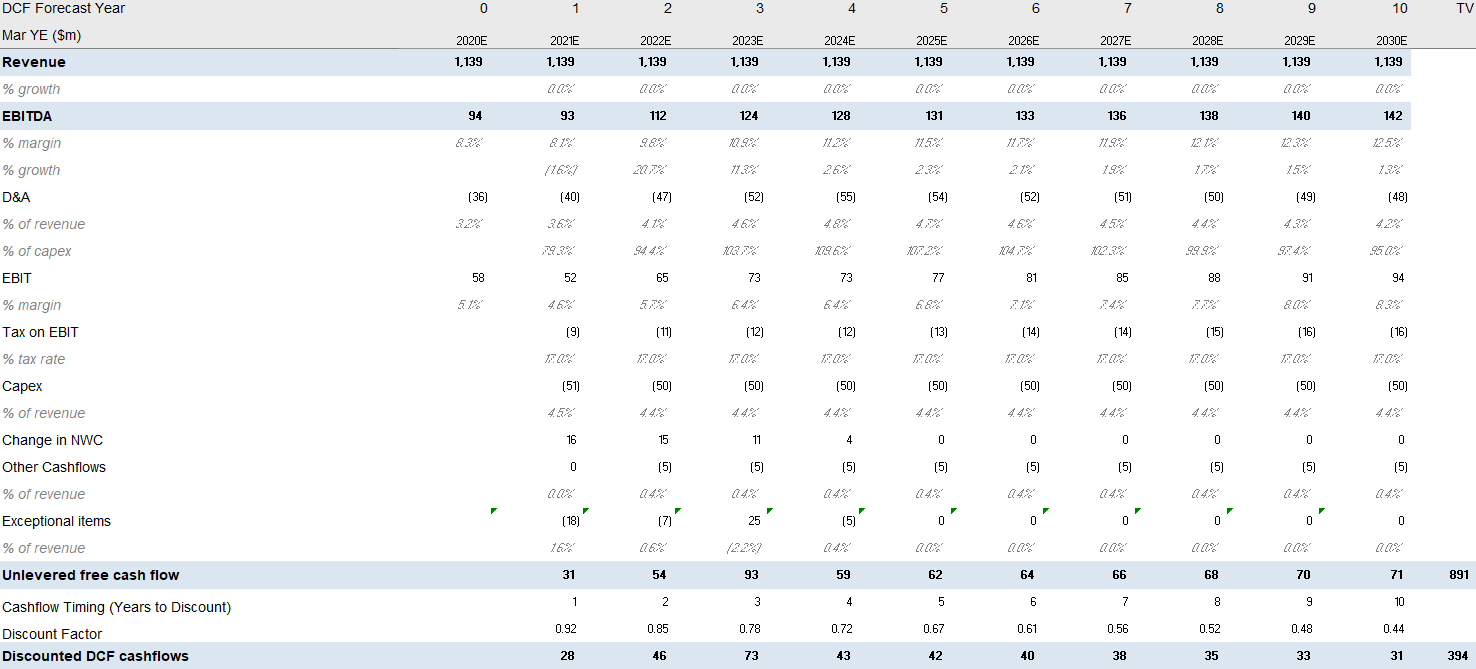 DCF Forecast Year 0 1 2 3 4 5 6 7 8 9 10 TV
Mar YE ($m) 2020E 2021E 2022E 2023E 2024E 2025E 2026E 2027E 2028E 2029E 2030E
Revenue 1,139 1,139 1,139 1,139 1,139 1,139 1,139 1,139 1,139 1,139 1,139
% growth 0.0% 0.0% 0.0% 0.0% 0.0% 0.0% 0.0% 0.0% 0.0% 0.0%
EBITDA 94 93 112 124 128 131 133 136 138 140 142
% margin 8.3% 8.1% 9.8% 10.9% 11.2% 11.5% 11.7% 11.9% 12.1% 12.3% 12.5%
% growth (1.6%) 20.7% 11.3% 2.6% 2.3% 2.1% 1.9% 1.7% 1.5% 1.3%
D&A (36) (40) (47) (52) (55) (54) (52) (51) (50) (49) (48)
% of revenue 3.2% 3.6% 4.1% 4.6% 4.8% 4.7% 4.6% 4.5% 4.4% 4.3% 4.2%
% of capex 79.3% 94.4% 103.7% 109.6% 107.2% 104.7% 102.3% 99.9% 97.4% 95.0%
EBIT 58 52 65 73 73 77 81 85 88 91 94
% margin 5.1% 4.6% 5.7% 6.4% 6.4% 6.8% 7.1% 7.4% 7.7% 8.0% 8.3%
Tax on EBIT (9) (11) (12) (12) (13) (14) (14) (15) (16) (16)
% tax rate 17.0% 17.0% 17.0% 17.0% 17.0% 17.0% 17.0% 17.0% 17.0% 17.0%
Capex (51) (50) (50) (50) (50) (50) (50) (50) (50) (50)
% of revenue 4.5% 4.4% 4.4% 4.4% 4.4% 4.4% 4.4% 4.4% 4.4% 4.4%
Change in NWC 16 15 11 4 0 0 0 0 0 0
Other Cashflows 0 (5) (5) (5) (5) (5) (5) (5) (5) (5)
% of revenue 0.0% 0.4% 0.4% 0.4% 0.4% 0.4% 0.4% 0.4% 0.4% 0.4%
Exceptional items (18) (7) 25 (5) 0 0 0 0 0 0
% of revenue 1.6% 0.6% (2.2%) 0.4% 0.0% 0.0% 0.0% 0.0% 0.0% 0.0%
Unlevered free cash flow 31 54 93 59 62 64 66 68 70 71 891
Cashflow Timing (Years to Discount) 1 2 3 4 5 6 7 8 9 10
Discount Factor 0.92 0.85 0.78 0.72 0.67 0.61 0.56 0.52 0.48 0.44
Discounted DCF cashflows 28 46 73 43 42 40 38 35 33 31 394